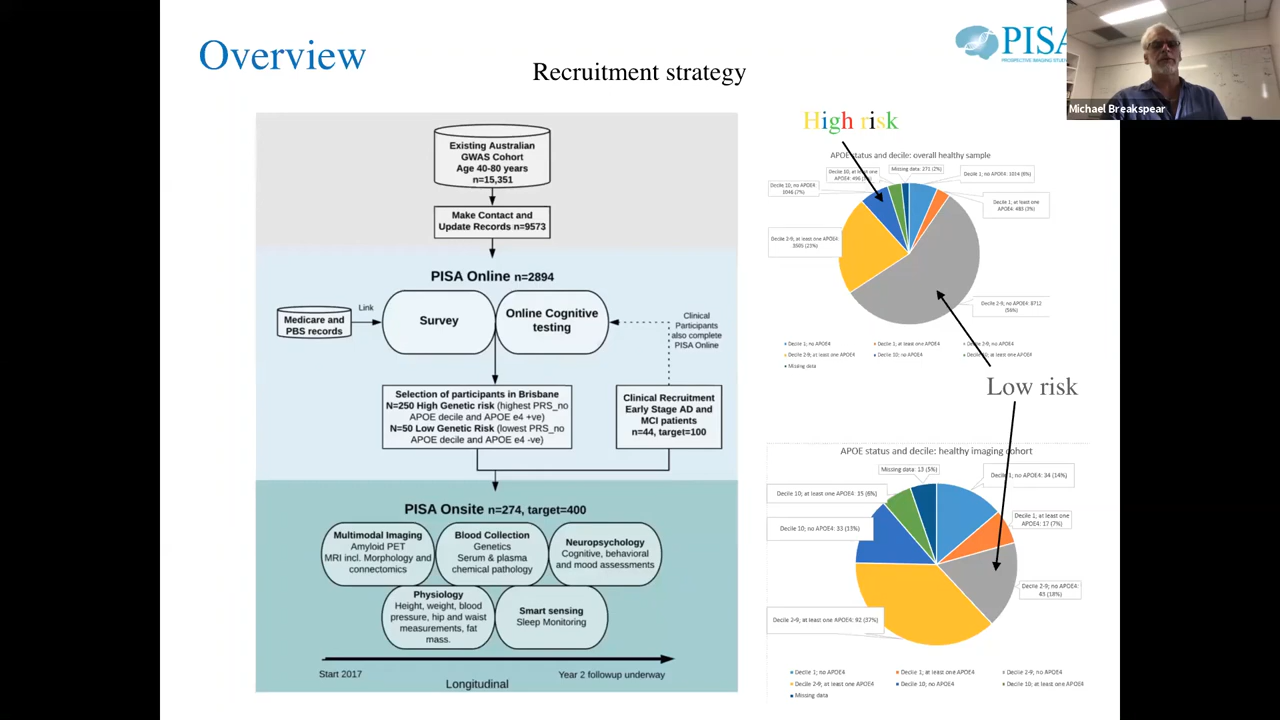 Overview
Recruitment strategy
PISA
PROSPECTIVE IMAGING
Michael Breakspear
Existing Australian
GWAS Cohort
Age 40-80 years
n=15,351
Make Contact and
Update Records n=9573
PISA Online n=2894
Medicare and
PBS records
Link
Survey
Online Cognitive
testing
Clinical
Participants
also complete
PISA Online
Selection of participants in Brisbane
N=250 High Genetic risk (highest PRS_no
APOE decile and APOE e4 +ve)
N=50 Low Genetic Risk (lowest PRS_no
APOE decile and APOE e4 -ve)
Clinical Recruitment
Early Stage AD and
MCI patients
n=44, target=100
PISA Onsite n=274, target=400
Multimodal Imaging
Amyloid PET
MRI incl. Morphology and
connectomics
Blood Collection
Genetics
Serum & plasma
chemical pathology
Neuropsychology
Cognitive, behavioral
and mood assessments
Physiology
Height, weight, blood
pressure, hip and waist
measurements, fat
mass.
Smart sensing
Sleep Monitoring
Start 2017
Year 2 followup underway
Longitudinal
High risk
APOE status and decile: overall healthy sample
Missing data: 271 (2%)
Decile 10, at least one
APOE4: 496
Decile 1; no APOE4: 1014 (6%)
Decile 10, no APOE4
1046 (7%)
Decile 1, at least one
APOE4: 483 (3%)
Decile 2-9, at least one APOE4:
3505 (23%)
Decile 2-9; no APOE4: 8712
(56%)
Decile 1; no APOE4
Decile 1; at least one APOE4
Decile 2-9; no APOE4
Decile 2-9; at least one APOE4
Decile 10; no APOE4
Decile 10; at least one APOE4
Missing data
Low risk
APOE status and decile: healthy imaging cohort
Missing data: 13 (5%)
Decile 1, no APOE4: 34 (14%)
Decile 10; at least one APOE4: 15 (6%)
Decile 1; at least one
APOE4: 17 (7%)
Decile 10; no APOE4: 33 (13%)
Decile 2-9; no APOE4:
(18%)
Decile 2-9; at least one APOE4: 92 (37%)
Decile 1; no APOE4
Decile 1; at least one APOE4
Decile 2-9; no APOE4
Decile 2-9; at least one APOE4
Decile 10; no APOE4
Decile 10; at least one APOE4
Missing data